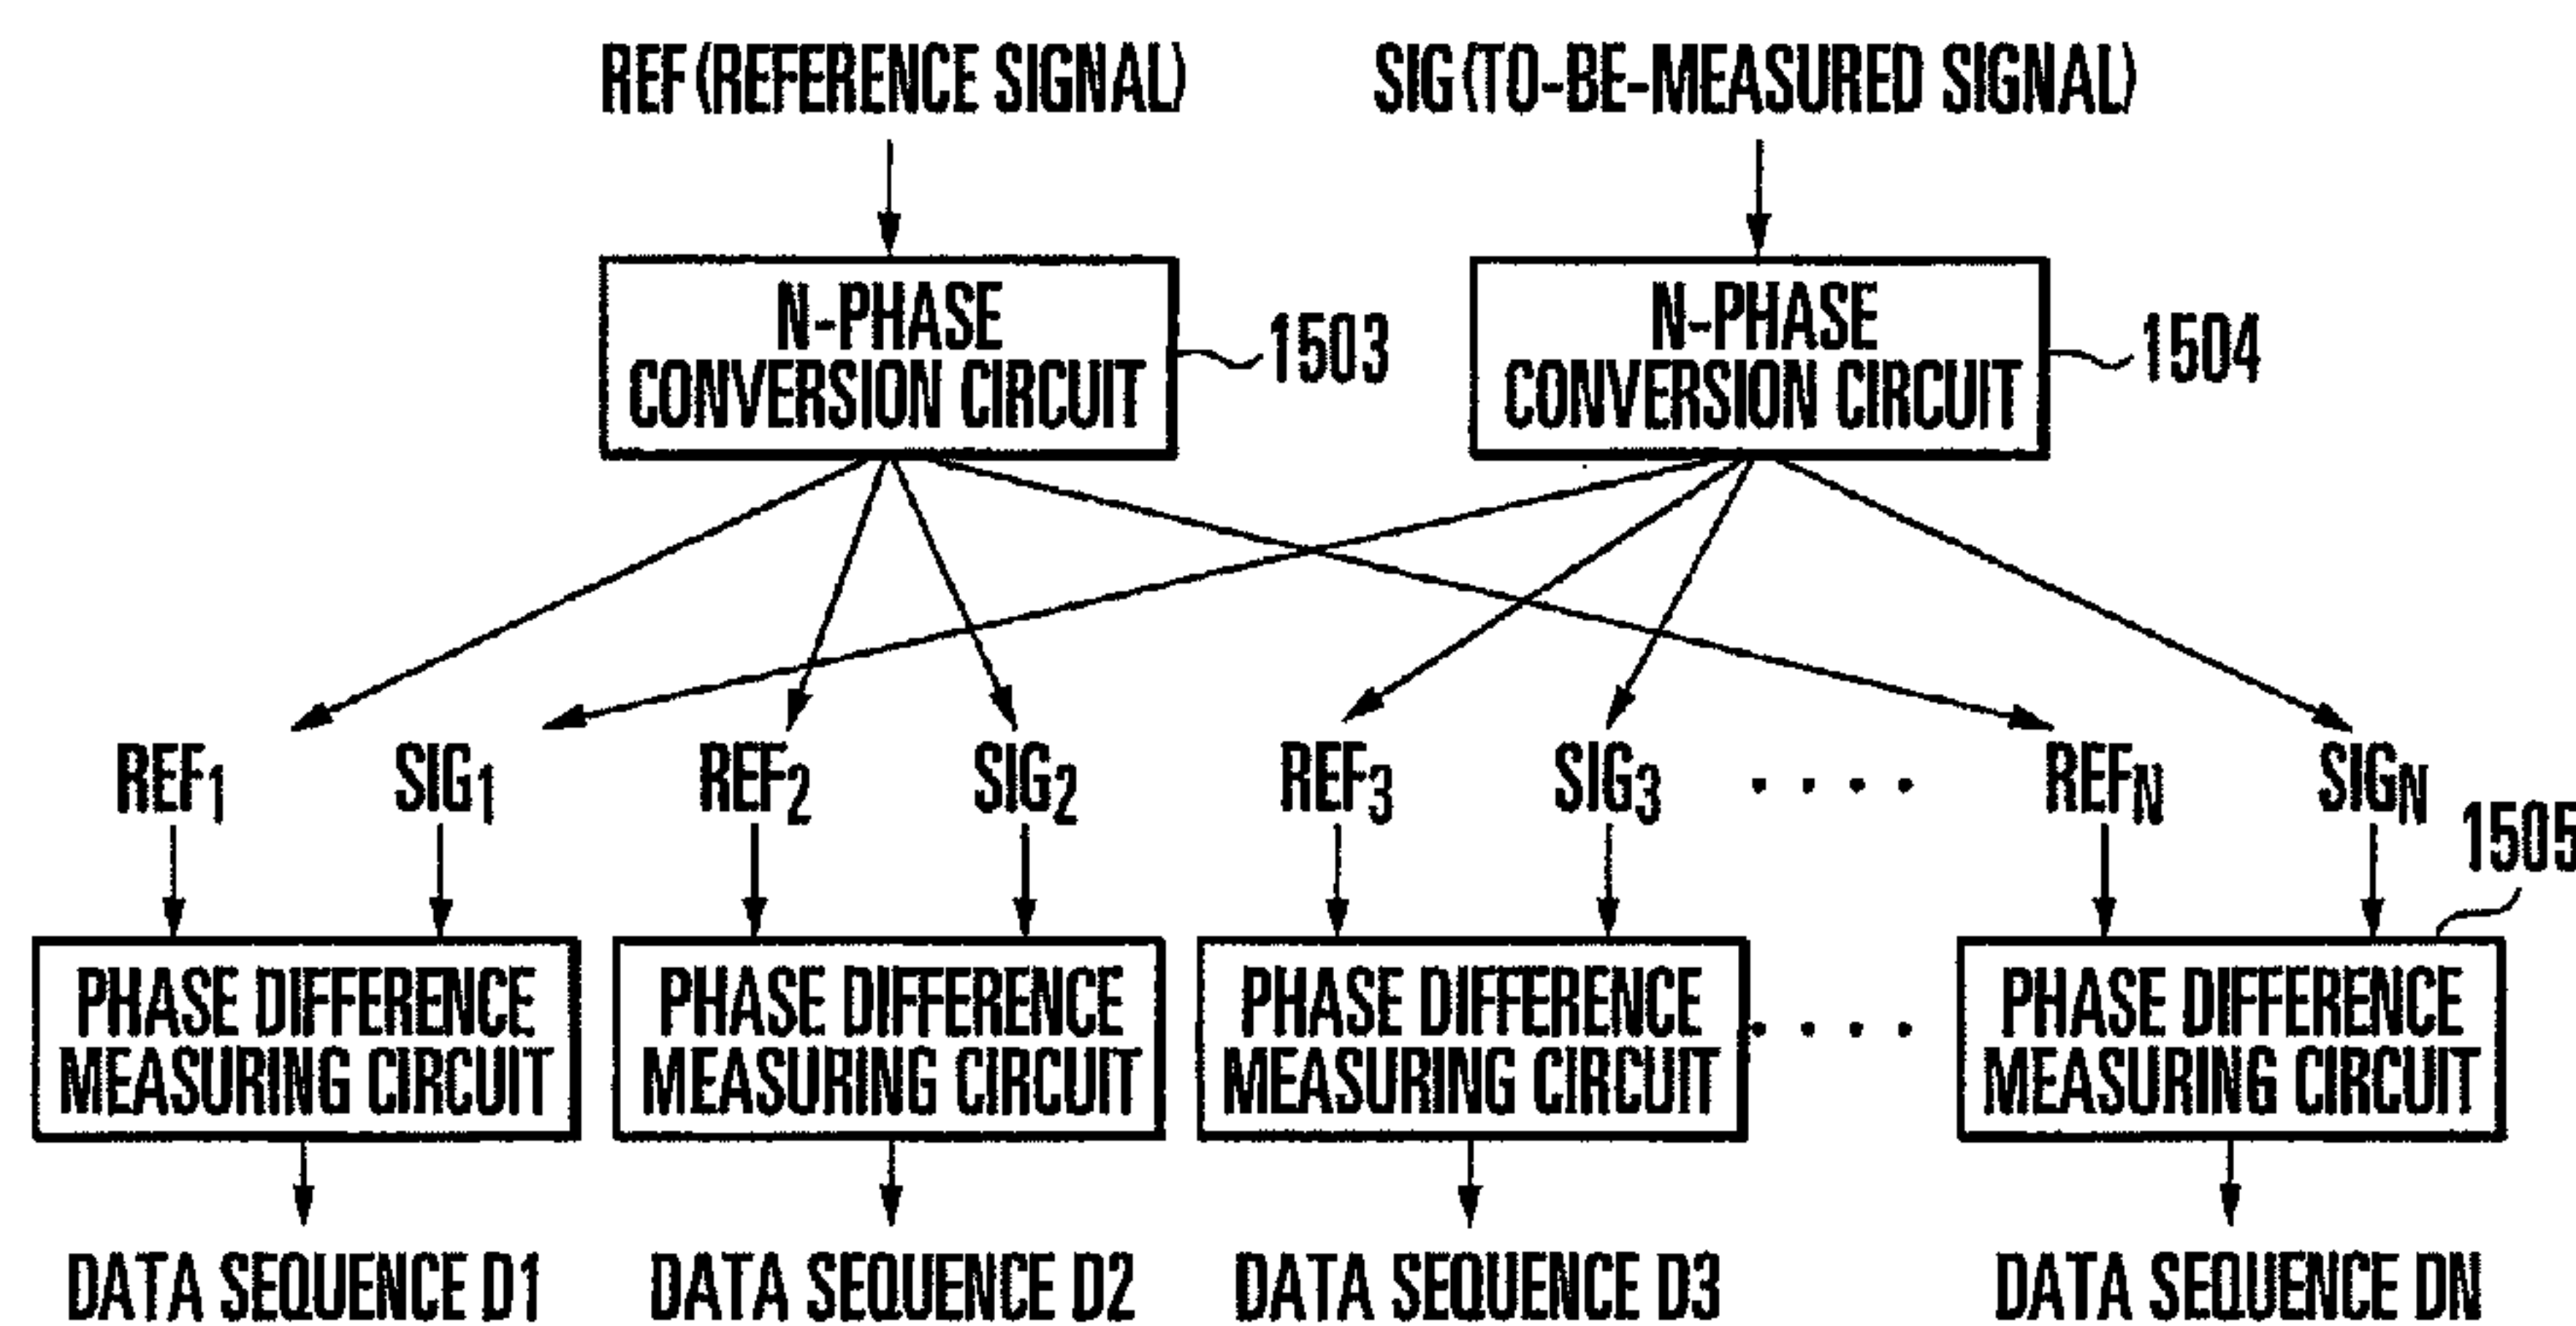 REF (REFERENCE SIGNAL)
SIG (TO-BE-MEASURED SIGNAL)
N-PHASE
CONVERSION CIRCUIT
1503
N-PHASE
CONVERSION CIRCUIT
1504
REF1 SIG1 REF2 SIG2 REF3 SIG3 .... REFN SIGN
1505
PHASE DIFFERENCE
MEASURING CIRCUIT
PHASE DIFFERENCE
MEASURING CIRCUIT
PHASE DIFFERENCE
MEASURING CIRCUIT
....
PHASE DIFFERENCE
MEASURING CIRCUIT
DATA SEQUENCE D1
DATA SEQUENCE D2
DATA SEQUENCE D3
DATA SEQUENCE DN